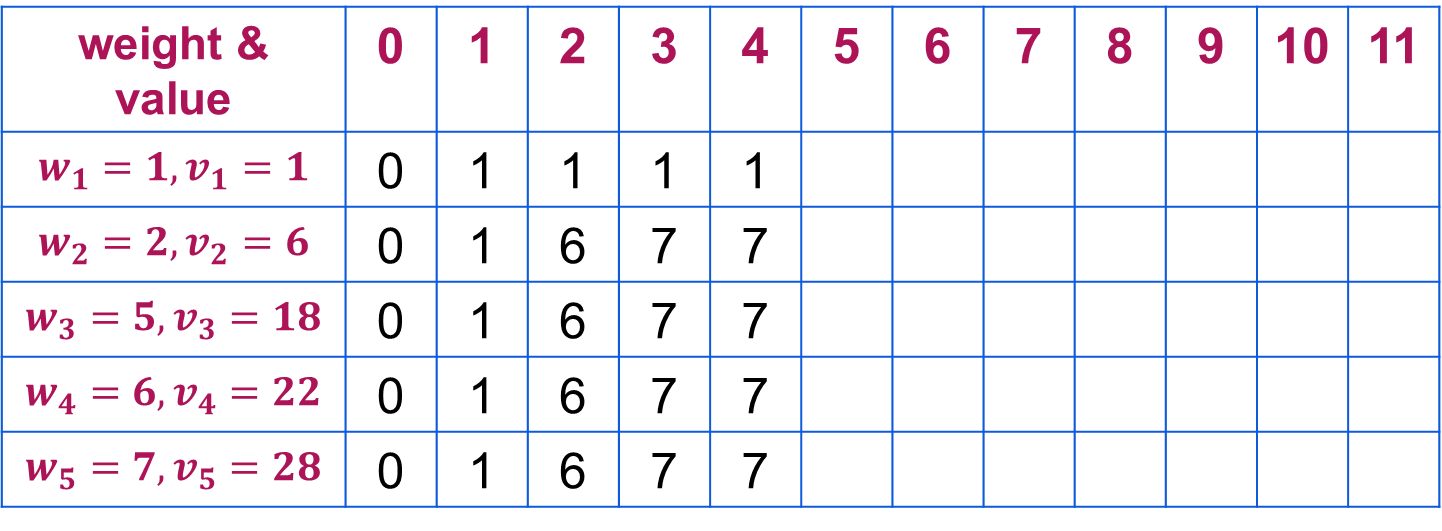 weight & value 0 1 2 3 4 5 6 7 8 9 10 11
w₁ = 1, v₁ = 1 0 1 1 1 1
w₂ = 2, v₂ = 6 0 1 6 7 7
w₃ = 5, v₃ = 18 0 1 6 7 7
w₄ = 6, v₄ = 22 0 1 6 7 7
w₅ = 7, v₅ = 28 0 1 6 7 7